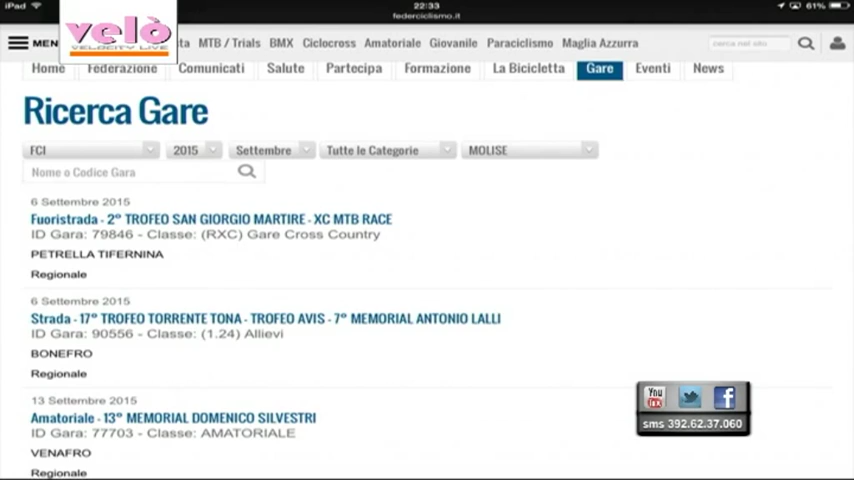 iPad 22:33 61%
federciclismo.it
velò
VELOCITY LIVE
MEN ta MTB / Trials BMX Ciclocross Amatoriale Giovanile Paraciclismo Maglia Azzurra cerca nel sito
Home Federazione Comunicati Salute Partecipa Formazione La Bicicletta Gare Eventi News
Ricerca Gare
FCI 2015 Settembre Tutte le Categorie MOLISE
Nome o Codice Gara
6 Settembre 2015
Fuoristrada - 2° TROFEO SAN GIORGIO MARTIRE - XC MTB RACE
ID Gara: 79846 - Classe: (RXC) Gare Cross Country
PETRELLA TIFERNINA
Regionale
6 Settembre 2015
Strada - 17° TROFEO TORRENTE TONA - TROFEO AVIS - 7° MEMORIAL ANTONIO LALLI
ID Gara: 90556 - Classe: (1.24) Allievi
BONEFRO
Regionale
13 Settembre 2015
Amatoriale - 13° MEMORIAL DOMENICO SILVESTRI
ID Gara: 77703 - Classe: AMATORIALE
VENAFRO
Regionale
You
sms 392.62.37.060